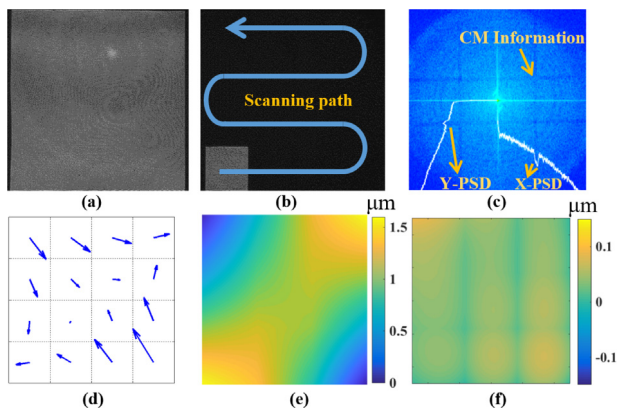 Scanning path
CM Information
Y-PSD
X-PSD
(a)
(b)
(c)
μm
1.5
1
0.5
0
μm
0.1
0
-0.1
(d)
(e)
(f)